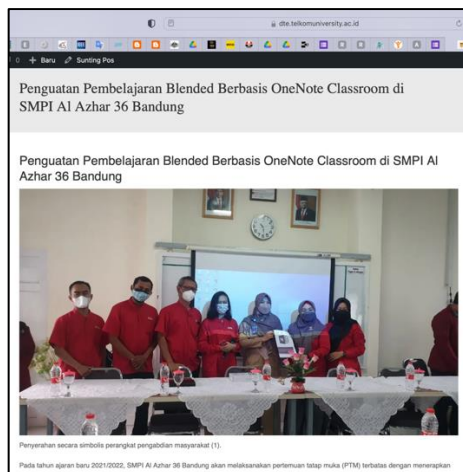 dte.telkomuniversity.ac.id
0 + Baru Sunting Pos
Penguatan Pembelajaran Blended Berbasis OneNote Classroom di
SMPI Al Azhar 36 Bandung
Penguatan Pembelajaran Blended Berbasis OneNote Classroom di SMPI Al
Azhar 36 Bandung
Penyerahan secara simbolis perangkat pengabdian masyarakat (1).
Pada tahun ajaran baru 2021/2022, SMPI Al Azhar 36 Bandung akan melaksanakan pertemuan tatap muka (PTM) terbatas dengan menerapkan